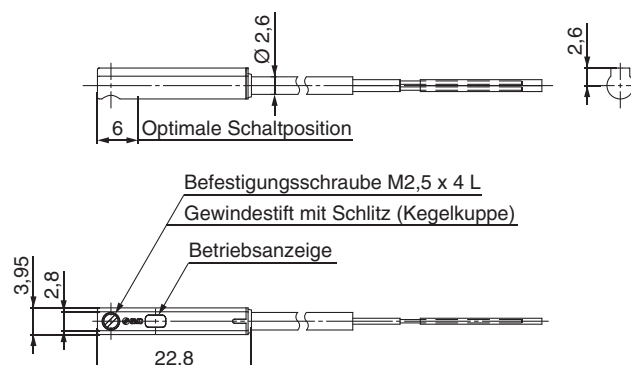 Ø 2,6
2,6
6
Optimale Schaltposition
Befestigungsschraube M2,5 x 4 L
Gewindestift mit Schlitz (Kegelkuppe)
Betriebsanzeige
3,95
2,8
22,8